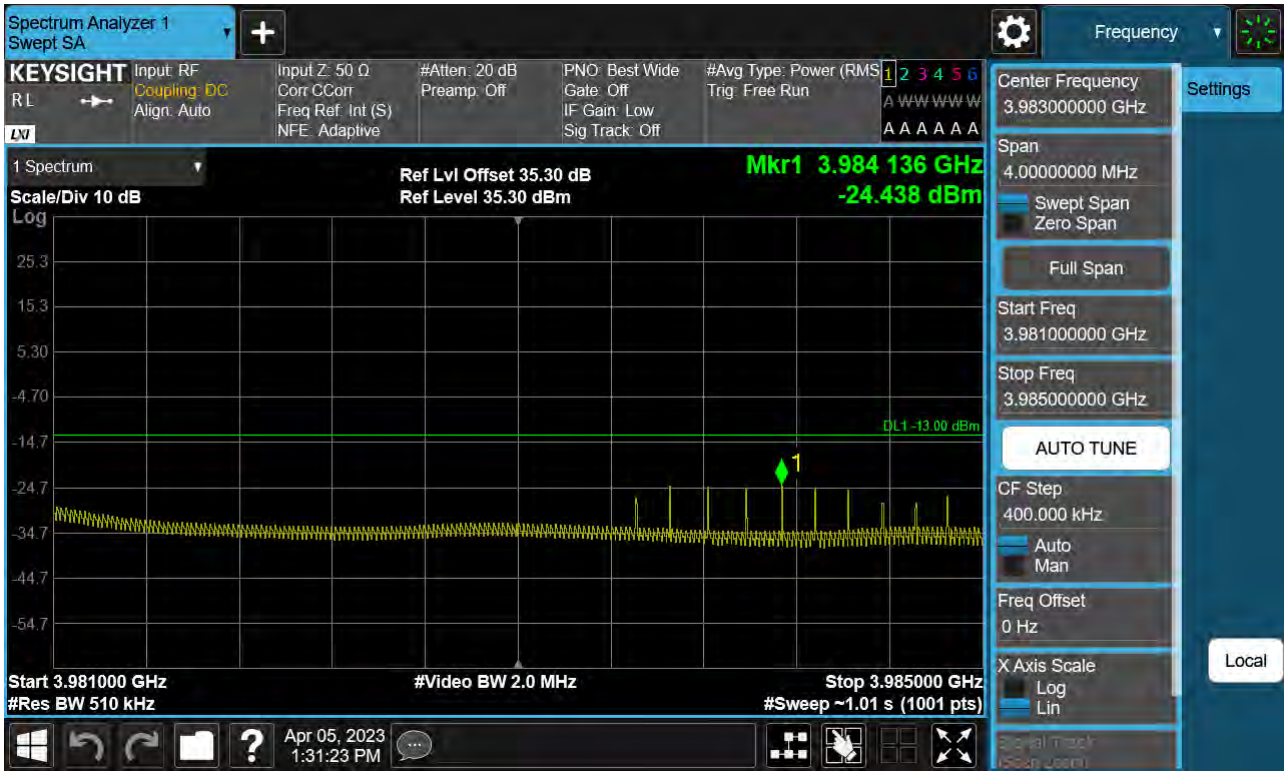 Spectrum Analyzer 1
Swept SA
+
Frequency
KEYSIGHT
RL
LXI
Input: RF
Coupling: DC
Align: Auto
Input Z: 50 Ω
Corr CCorr
Freq Ref: Int (S)
NFE: Adaptive
#Atten: 20 dB
Preamp: Off
PNO: Best Wide
Gate: Off
IF Gain: Low
Sig Track: Off
#Avg Type: Power (RMS
Trig: Free Run
1 2 3 4 5 6
A W W W W W
A A A A A A
1 Spectrum
Scale/Div 10 dB
Log
Ref Lvl Offset 35.30 dB
Ref Level 35.30 dBm
Mkr1 3.984 136 GHz
-24.438 dBm
25.3
15.3
5.30
-4.70
-14.7
-24.7
-34.7
-44.7
-54.7
DL1 -13.00 dBm
1
Start 3.981000 GHz
#Res BW 510 kHz
#Video BW 2.0 MHz
Stop 3.985000 GHz
#Sweep ~1.01 s (1001 pts)
Center Frequency
3.983000000 GHz
Span
4.00000000 MHz
Swept Span
Zero Span
Full Span
Start Freq
3.981000000 GHz
Stop Freq
3.985000000 GHz
AUTO TUNE
CF Step
400.000 kHz
Auto
Man
Freq Offset
0 Hz
X Axis Scale
Log
Lin
Signal Track
(Span Zoom)
Settings
Local
?
Apr 05, 2023
1:31:23 PM